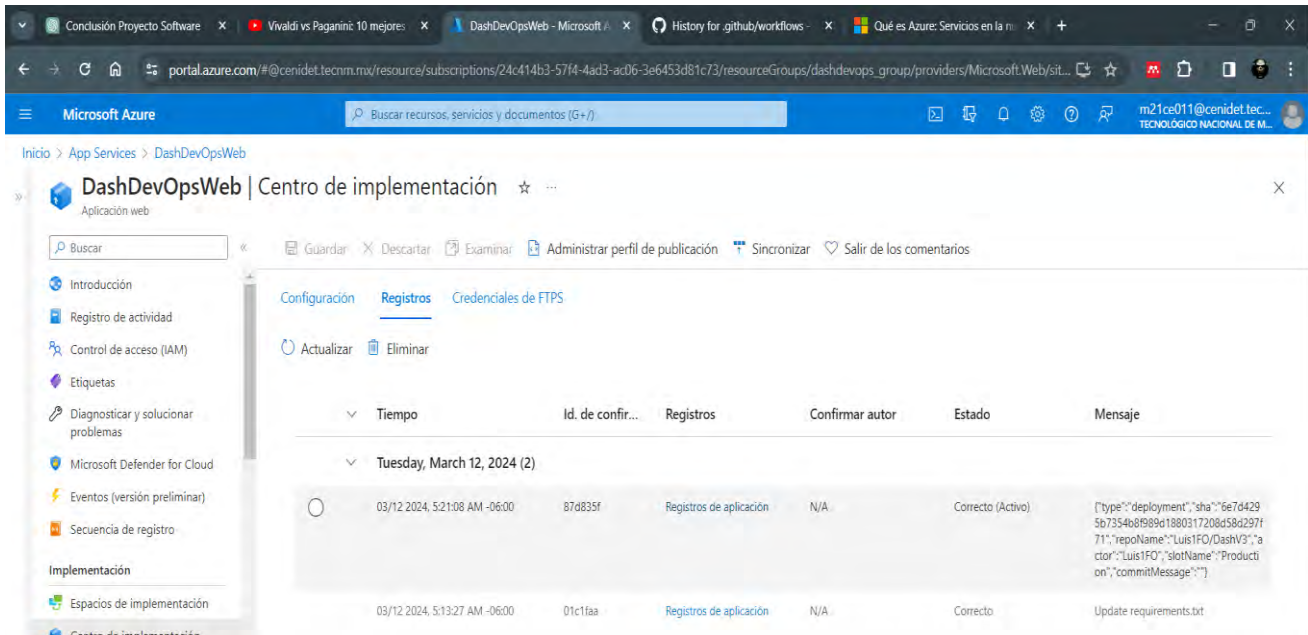 Conclusión Proyecto Software
Vivaldi vs Paganini: 10 mejores
DashDevOpsWeb - Microsoft A
History for .github/workflows -
Qué es Azure: Servicios en la n
portal.azure.com/#@cenidet.tecnm.mx/resource/subscriptions/24c414b3-57f4-4ad3-ac06-3e6453d81c73/resourceGroups/dashdevops_group/providers/Microsoft.Web/sit...
Microsoft Azure
Buscar recursos, servicios y documentos (G+/)
m21ce011@cenidet.tec...
TECNOLÓGICO NACIONAL DE M...
Inicio > App Services > DashDevOpsWeb
DashDevOpsWeb | Centro de implementación
Aplicación web
Buscar
Guardar Descartar Examinar Administrar perfil de publicación Sincronizar Salir de los comentarios
Introducción
Registro de actividad
Control de acceso (IAM)
Etiquetas
Diagnosticar y solucionar
problemas
Microsoft Defender for Cloud
Eventos (versión preliminar)
Secuencia de registro
Implementación
Espacios de implementación
Centro de implementación
Configuración Registros Credenciales de FTPS
Actualizar Eliminar
Tiempo Id. de confir... Registros Confirmar autor Estado Mensaje
Tuesday, March 12, 2024 (2)
03/12 2024, 5:21:08 AM -06:00 87d835f Registros de aplicación N/A Correcto (Activo)
{"type":"deployment","sha":"6e7d429
5b7354b8f989d1880317208d58d297f
71","repoName":"Luis1FO/DashV3","a
ctor":"Luis1FO","slotName":"Producti
on","commitMessage":""}
03/12 2024, 5:13:27 AM -06:00 01c1faa Registros de aplicación N/A Correcto Update requirements.txt